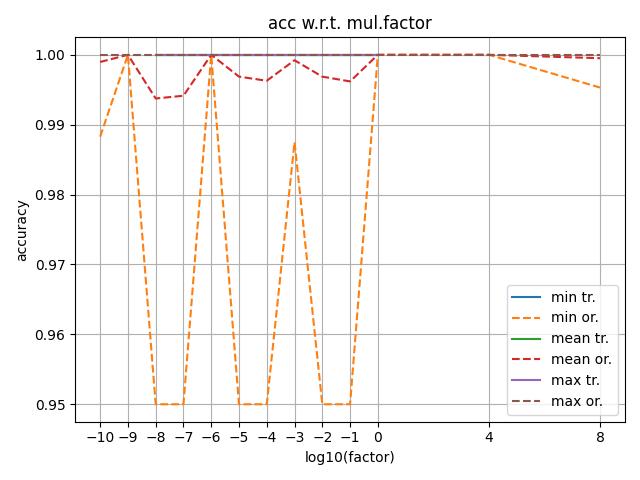 acc w.r.t. mul.factor
accuracy
1.00
0.99
0.98
0.97
0.96
0.95
min tr.
min or.
mean tr.
mean or.
max tr.
max or.
−10 −9 −8 −7 −6 −5 −4 −3 −2 −1 0 4 8
log10(factor)